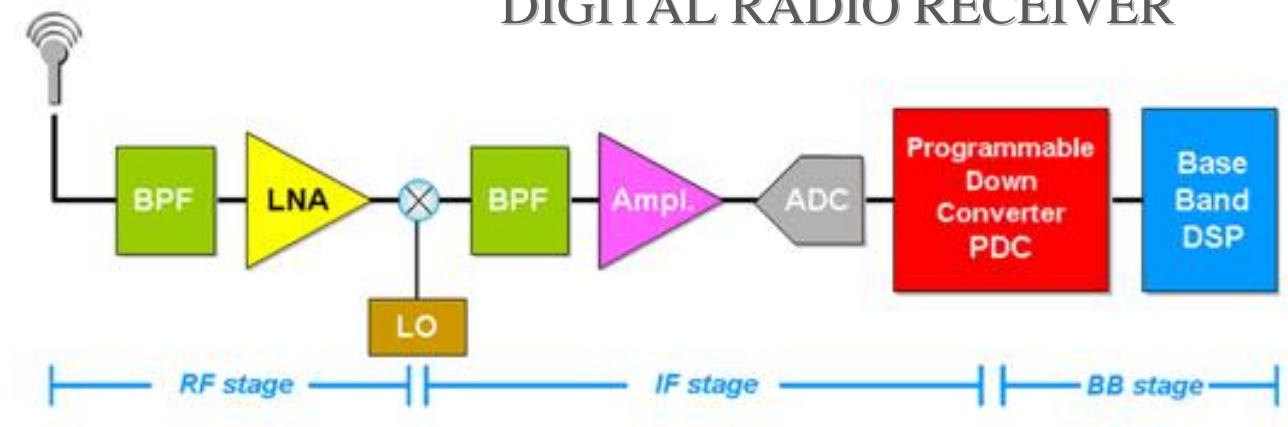 DIGITAL RADIO RECEIVER
BPF
LNA
BPF
Ampl.
ADC
Programmable
Down
Converter
PDC
Base
Band
DSP
LO
RF stage
IF stage
BB stage